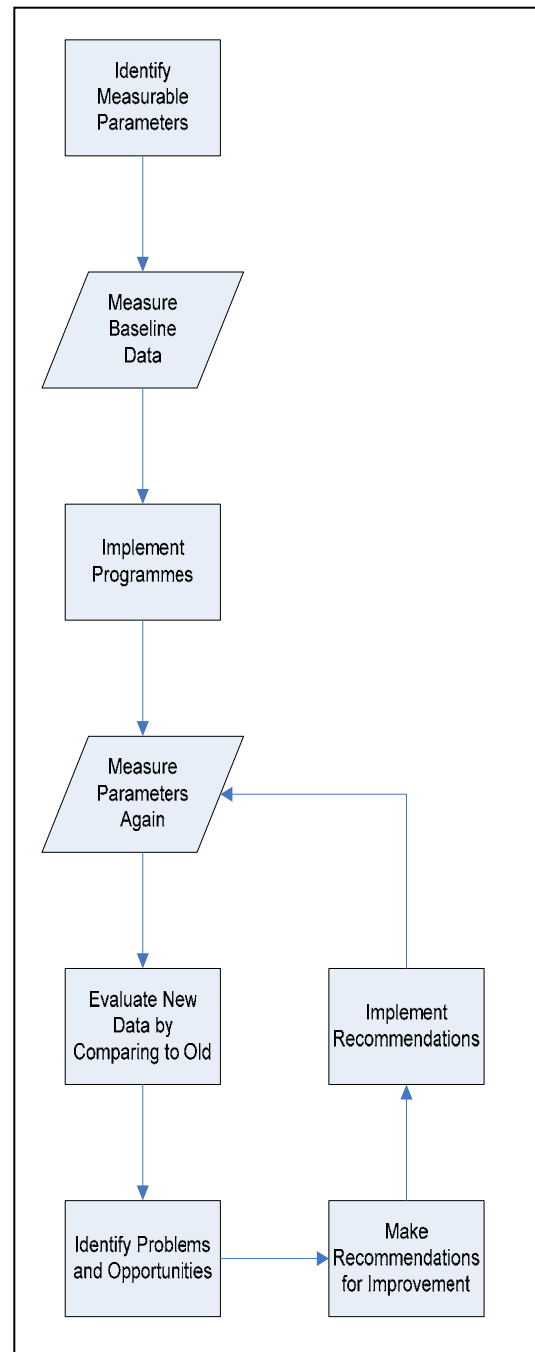 Identify
Measurable
Parameters
Measure
Baseline
Data
Implement
Programmes
Measure
Parameters
Again
Evaluate New
Data by
Comparing to Old
Identify Problems
and Opportunities
Make
Recommendations
for Improvement
Implement
Recommendations